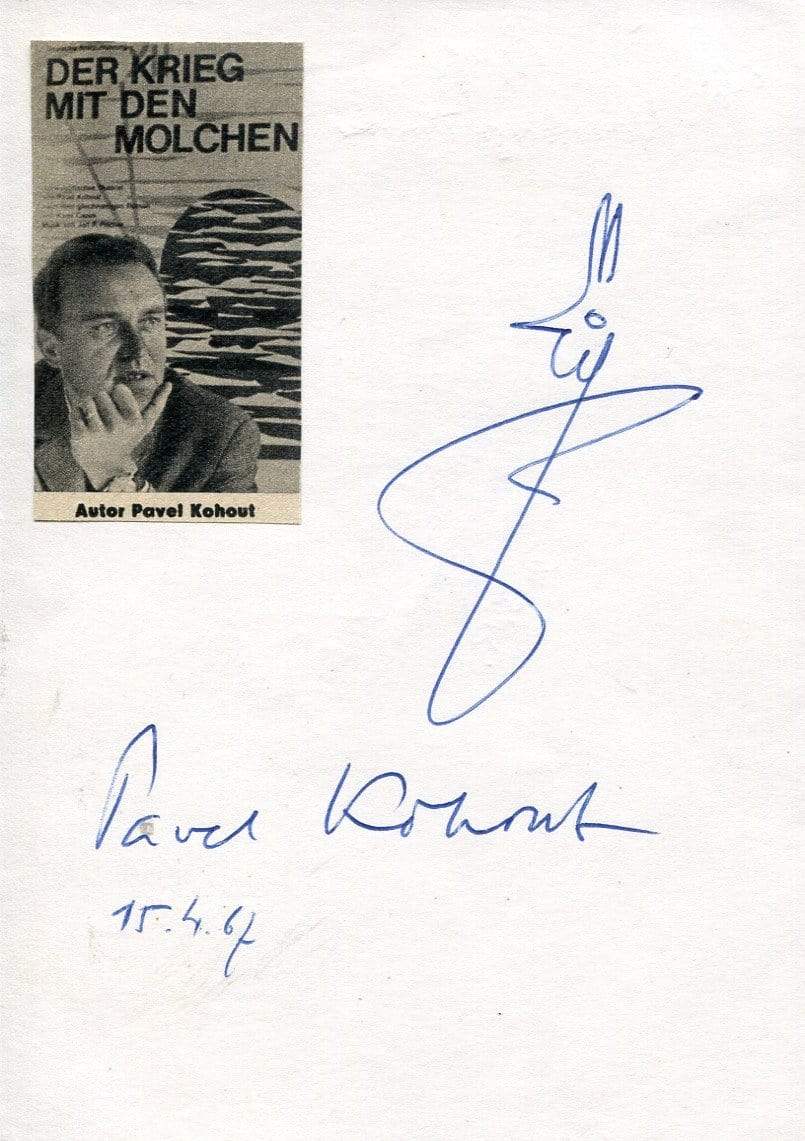 DER KRIEG
MIT DEN
MOLCHEN
Autor Pavel Kohout
Pavel Kohout
15.4.67